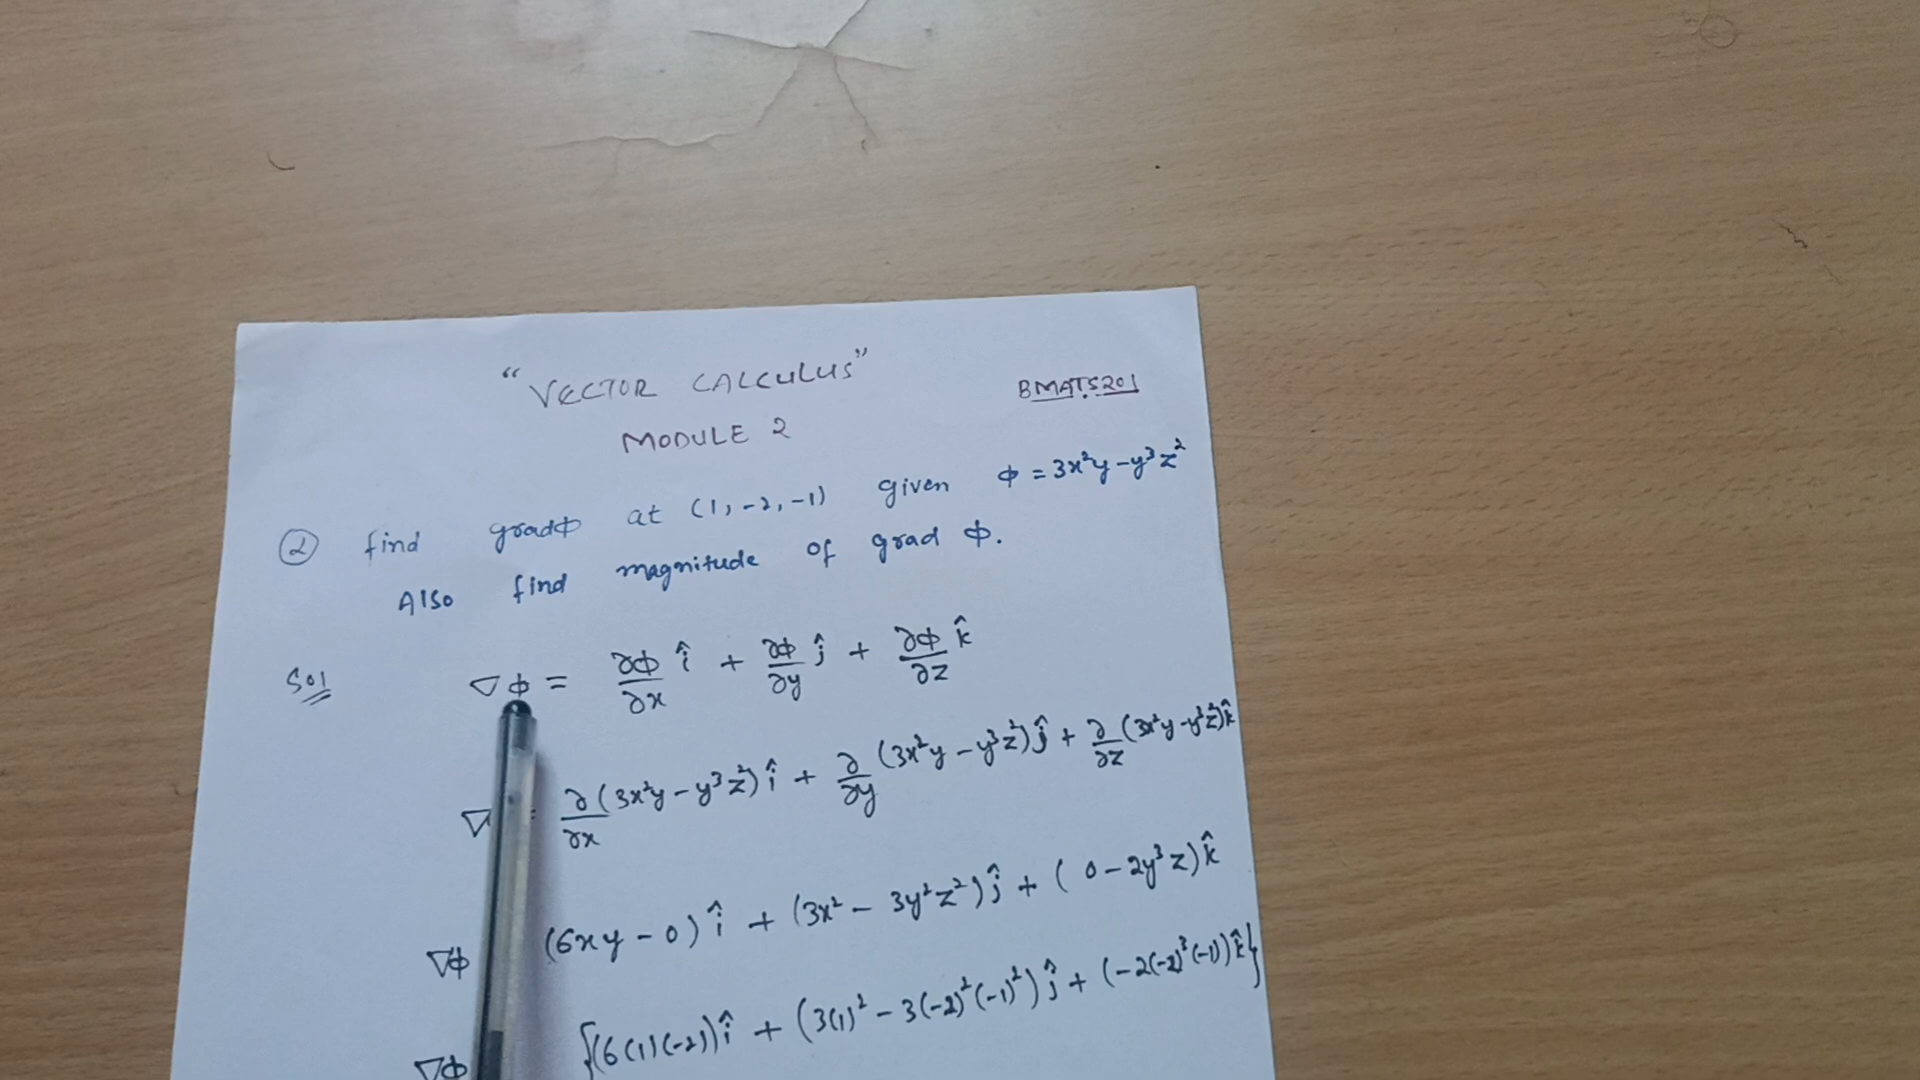 "VECTOR CALCULUS"
BMATS201
MODULE 2
② find gradϕ at (1, -2, -1) given ϕ = 3x²y - y³z²
Also find magnitude of grad ϕ.
Sol ∇ϕ = ∂ϕ/∂x î + ∂ϕ/∂y ĵ + ∂ϕ/∂z k̂
∇ = ∂/∂x (3x²y - y³z²) î + ∂/∂y (3x²y - y³z²) ĵ + ∂/∂z (3x²y - y³z²) k̂
∇ϕ (6xy - 0) î + (3x² - 3y²z²) ĵ + (0 - 2y³z) k̂
∇ϕ {(6(1)(-2)) î + (3(1)² - 3(-2)²(-1)²) ĵ + (-2(-2)³(-1)) k̂}